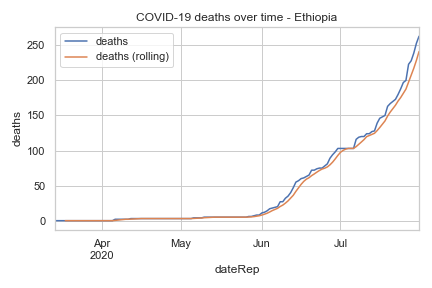 COVID-19 deaths over time - Ethiopia
deaths
deaths (rolling)
250
200
150
100
50
0
deaths
Apr
2020
May
Jun
Jul
dateRep